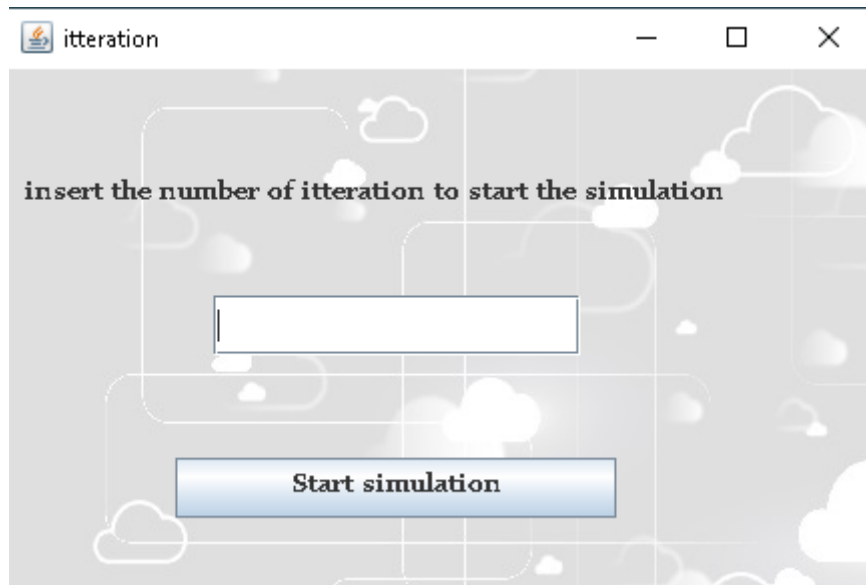 itteration
insert the number of itteration to start the simulation
Start simulation